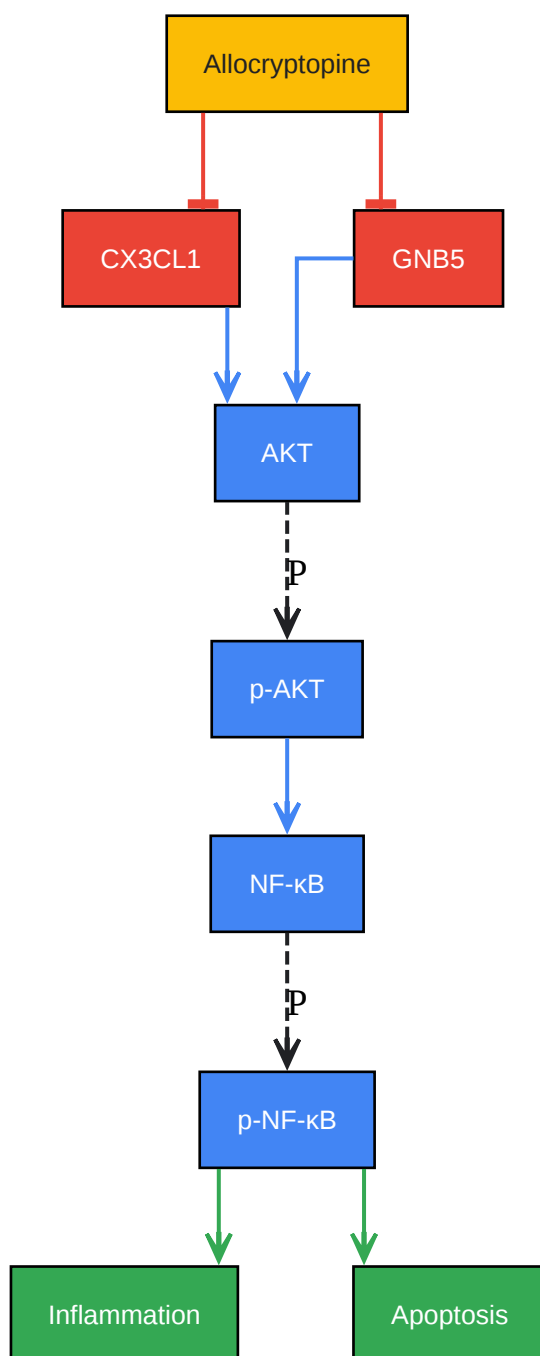 Allocryptopine
CX3CL1
GNB5
AKT
P
p-AKT
NF-κB
P
p-NF-κB
Inflammation
Apoptosis